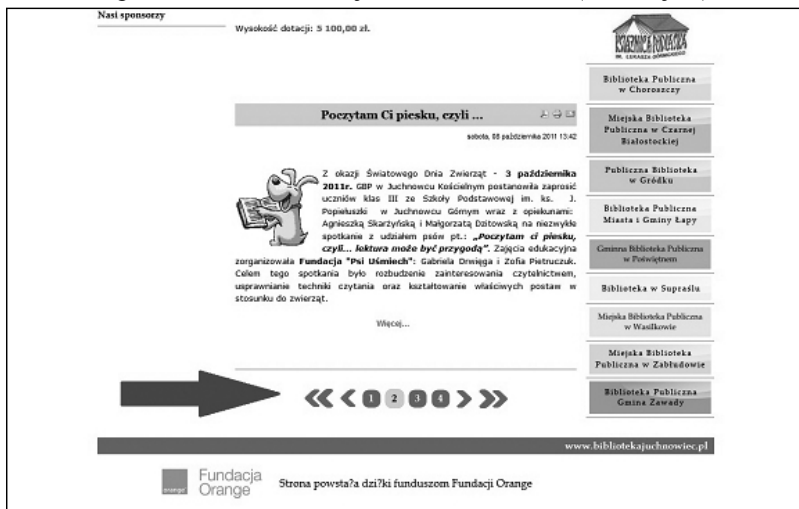 Nasi sponsorzy
Wysokość dotacji: 5 100,00 zł.
KSIĄŻNICA PODLASKA
IM. ŁUKASZA GÓRNICKIEGO
Biblioteka Publiczna
w Choroszczy
Miejska Biblioteka
Publiczna w Czarnej
Białostockiej
Publiczna Biblioteka
w Gródku
Biblioteka Publiczna
Miasta i Gminy Łapy
Gminna Biblioteka Publiczna
w Poświętnem
Biblioteka w Supraślu
Miejska Biblioteka Publiczna
w Wasilkowie
Miejska Biblioteka
Publiczna w Zabłudowie
Biblioteka Publiczna
Gmina Zawady
Poczytam Ci piesku, czyli ...
sobota, 08 października 2011 13:42
Z okazji Światowego Dnia Zwierząt - 3 października
2011r. GBP w Juchnowcu Kościelnym postanowiła zaprosić
uczniów klas III ze Szkoły Podstawowej im. ks. J.
Popiełuszki w Juchnowcu Górnym wraz z opiekunami:
Agnieszką Skarżyńską i Małgorzatą Dzitowską na niezwykłe
spotkanie z udziałem psów pt.: „Poczytam ci piesku,
czyli... lektura może być przygodą”. Zajęcia edukacyjna
zorganizowała Fundacja "Psi Uśmiech": Gabriela Drwięga i Zofia Pietruczuk.
Celem tego spotkania było rozbudzenie zainteresowania czytelnictwem,
usprawnianie techniki czytania oraz kształtowanie właściwych postaw w
stosunku do zwierząt.
Więcej...
1 2 3 4
www.bibliotekajuchnowiec.pl
orange
Fundacja
Orange
Strona powsta?a dzi?ki funduszom Fundacji Orange